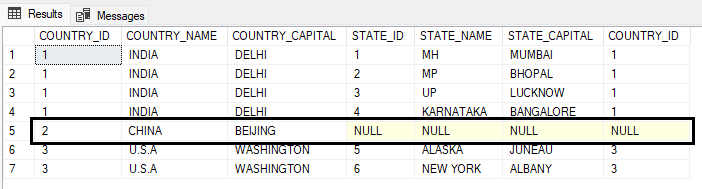 Results Messages
COUNTRY_ID COUNTRY_NAME COUNTRY_CAPITAL STATE_ID STATE_NAME STATE_CAPITAL COUNTRY_ID
1 1 INDIA DELHI 1 MH MUMBAI 1
2 1 INDIA DELHI 2 MP BHOPAL 1
3 1 INDIA DELHI 3 UP LUCKNOW 1
4 1 INDIA DELHI 4 KARNATAKA BANGALORE 1
5 2 CHINA BEIJING NULL NULL NULL NULL
6 3 U.S.A WASHINGTON 5 ALASKA JUNEAU 3
7 3 U.S.A WASHINGTON 6 NEW YORK ALBANY 3